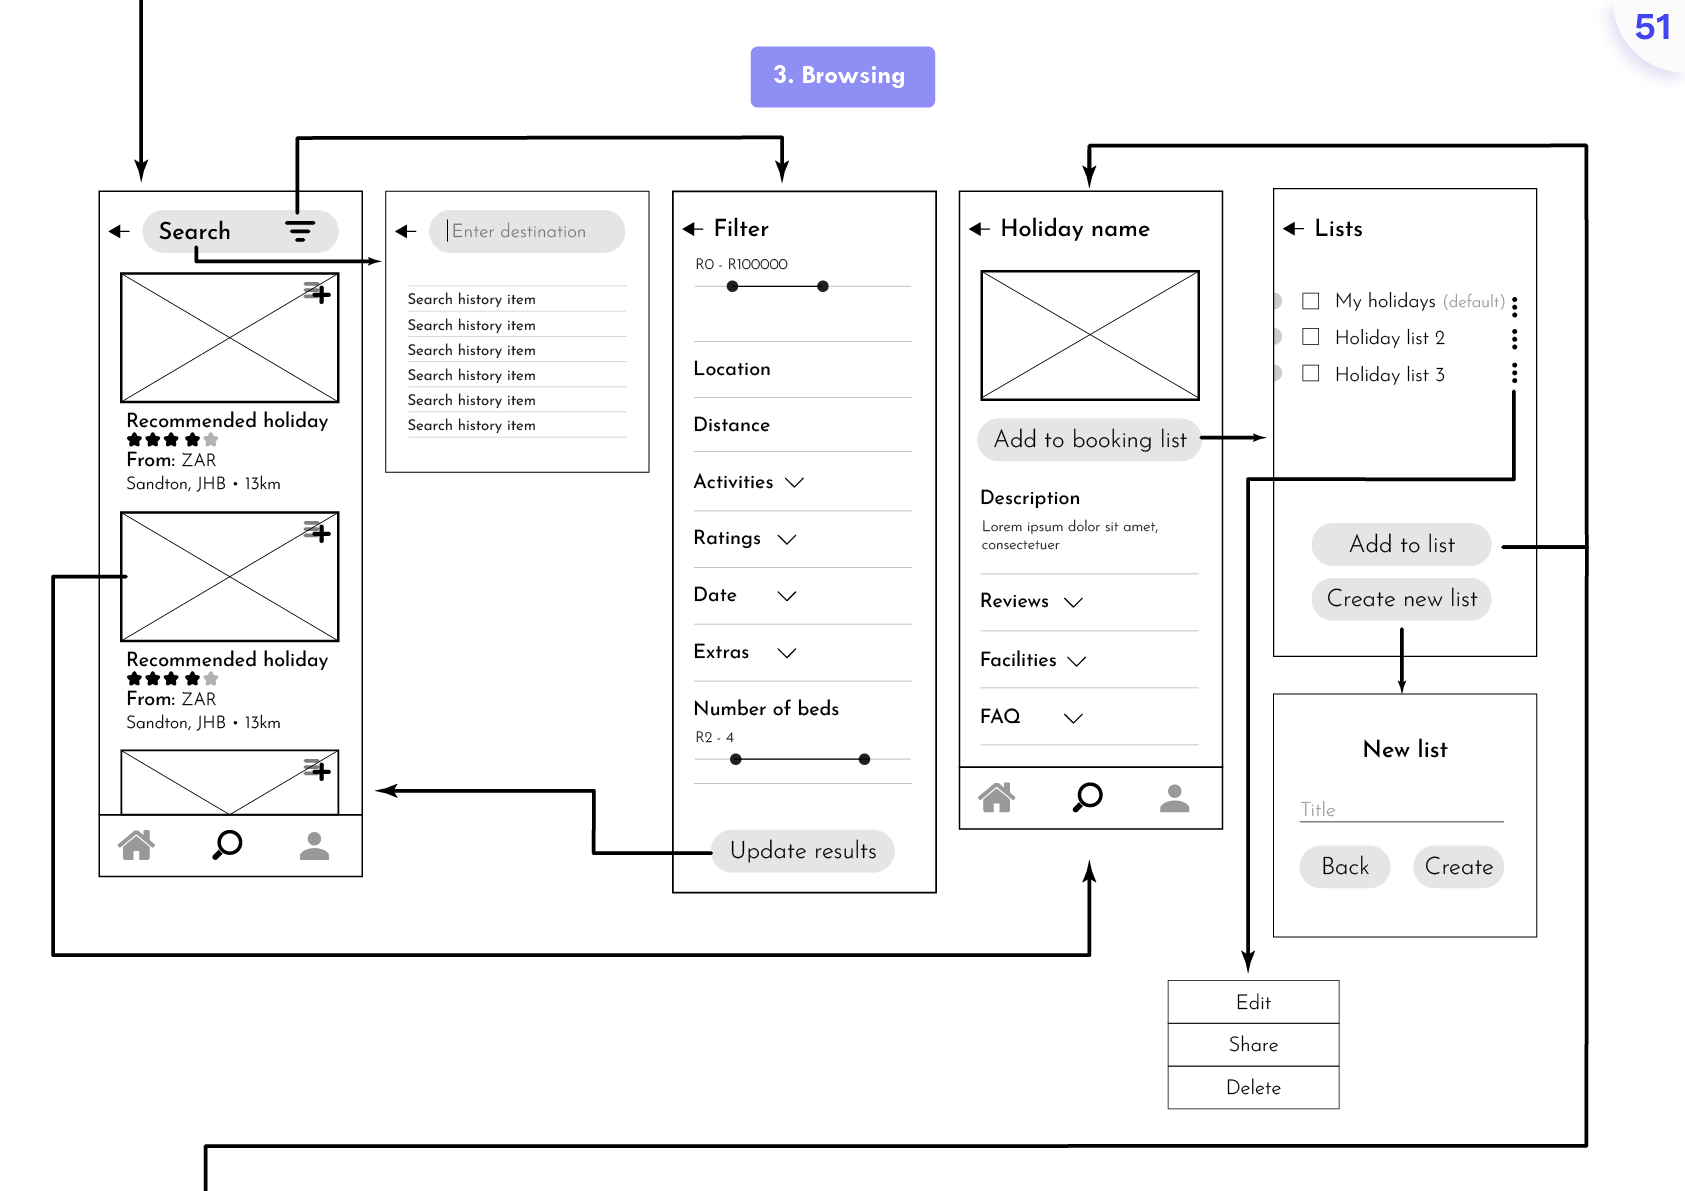 51
3. Browsing
Search
Recommended holiday
From: ZAR
Sandton, JHB • 13km
Recommended holiday
From: ZAR
Sandton, JHB • 13km
Enter destination
Search history item
Search history item
Search history item
Search history item
Search history item
Search history item
Filter
R0 - R100000
Location
Distance
Activities
Ratings
Date
Extras
Number of beds
R2 - 4
Update results
Holiday name
Add to booking list
Description
Lorem ipsum dolor sit amet,
consectetuer
Reviews
Facilities
FAQ
Lists
My holidays (default)
Holiday list 2
Holiday list 3
Add to list
Create new list
New list
Title
Back Create
Edit
Share
Delete